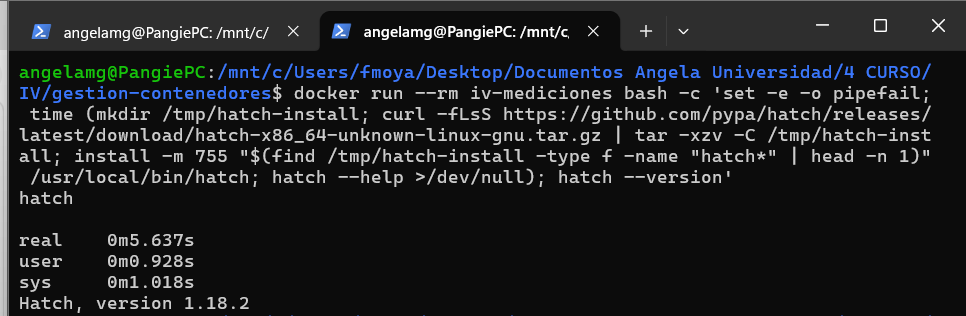 angelamg@PangiePC: /mnt/c/
angelamg@PangiePC: /mnt/c,
angelamg@PangiePC:/mnt/c/Users/fmoya/Desktop/Documentos Angela Universidad/4 CURSO/
IV/gestion-contenedores$ docker run --rm iv-mediciones bash -c 'set -e -o pipefail;
time (mkdir /tmp/hatch-install; curl -fLsS https://github.com/pypa/hatch/releases/
latest/download/hatch-x86_64-unknown-linux-gnu.tar.gz | tar -xzv -C /tmp/hatch-inst
all; install -m 755 "$(find /tmp/hatch-install -type f -name "hatch*" | head -n 1)"
/usr/local/bin/hatch; hatch --help >/dev/null); hatch --version'
hatch
real 0m5.637s
user 0m0.928s
sys 0m1.018s
Hatch, version 1.18.2